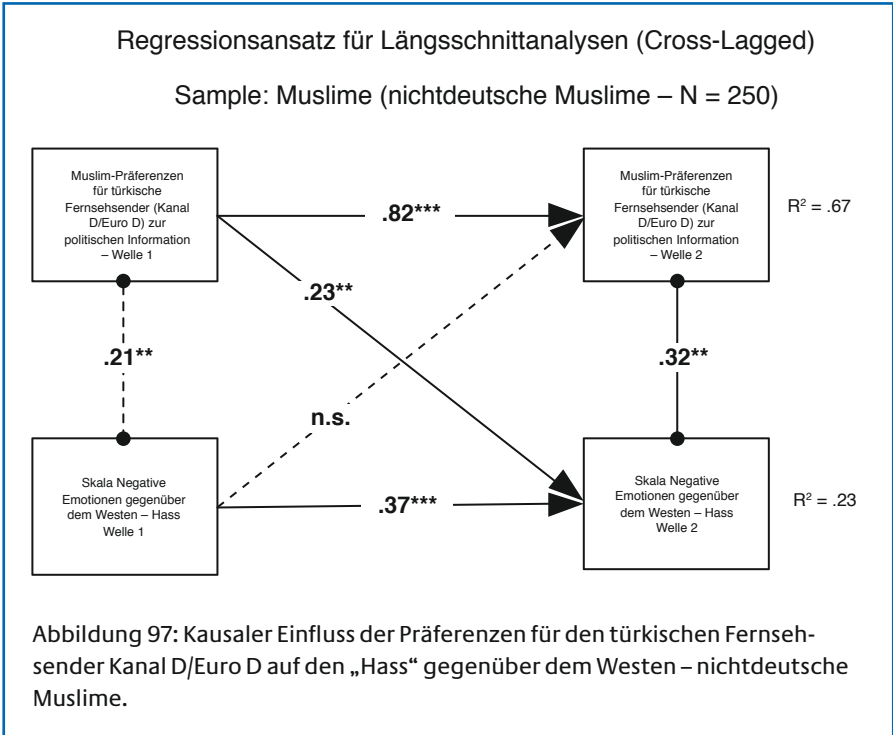 Regressionsansatz für Längsschnittanalysen (Cross-Lagged)
Sample: Muslime (nichtdeutsche Muslime – N = 250)
Muslim-Präferenzen
für türkische
Fernsehsender (Kanal
D/Euro D) zur
politischen Information
– Welle 1
.82***
Muslim-Präferenzen
für türkische
Fernsehsender (Kanal
D/Euro D) zur
politischen Information
– Welle 2
R² = .67
.23**
.21**
.32**
n.s.
Skala Negative
Emotionen gegenüber
dem Westen – Hass
Welle 1
.37***
Skala Negative
Emotionen gegenüber
dem Westen – Hass
Welle 2
R² = .23
Abbildung 97: Kausaler Einfluss der Präferenzen für den türkischen Fernseh-
sender Kanal D/Euro D auf den „Hass“ gegenüber dem Westen – nichtdeutsche
Muslime.